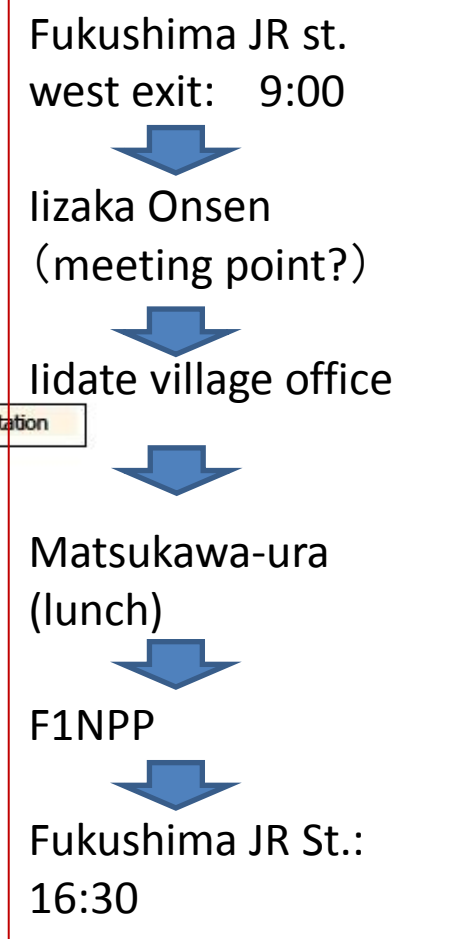 Fukushima JR st.
west exit: 9:00
Iizaka Onsen
（meeting point?）
Iidate village office
tation
Matsukawa-ura
(lunch)
F1NPP
Fukushima JR St.:
16:30